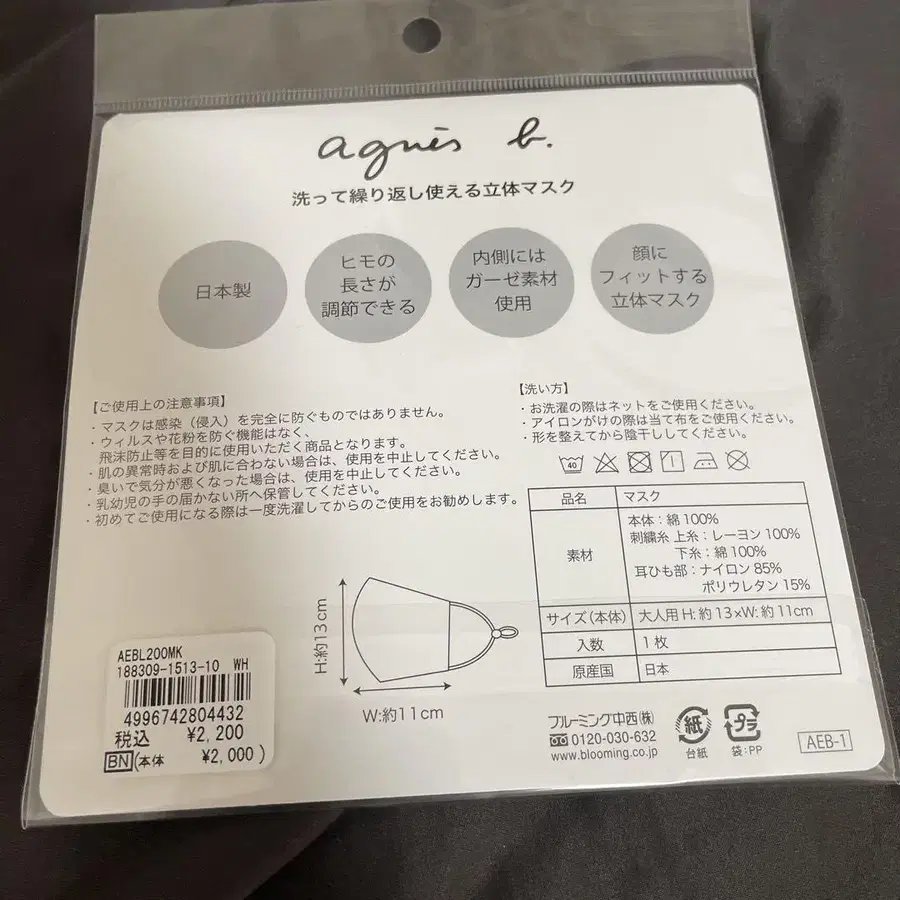 agnès b.
洗って繰り返し使える立体マスク
日本製
ヒモの
長さが
調節できる
内側には
ガーゼ素材
使用
顔に
フィットする
立体マスク
【ご使用上の注意事項】
・マスクは感染（侵入）を完全に防ぐものではありません。
・ウィルスや花粉を防ぐ機能はなく、
飛沫防止等を目的に使用いただく商品となります。
・肌の異常時および肌に合わない場合は、使用を中止してください。
・臭いで気分が悪くなった場合は、使用を中止してください。
・乳幼児の手の届かない所へ保管してください。
・初めてご使用になる際は一度洗濯してからのご使用をお勧めします。
【洗い方】
・お洗濯の際はネットをご使用ください。
・アイロンがけの際は当て布をご使用ください。
・形を整えてから陰干ししてください。
40
品名 マスク
素材 本体：綿100%
刺繍糸 上糸：レーヨン100%
下糸：綿100%
耳ひも部：ナイロン85%
ポリウレタン15%
サイズ（本体） 大人用 H:約13×W:約11cm
入数 1枚
原産国 日本
H:約13cm
W:約11cm
AEBL200MK
188309-1513-10 WH
4996742804432
税込 ¥2,200
BN (本体 ¥2,000)
ブルーミング中西(株)
0120-030-632
www.blooming.co.jp
紙
台紙
プラ
袋:PP
AEB-1